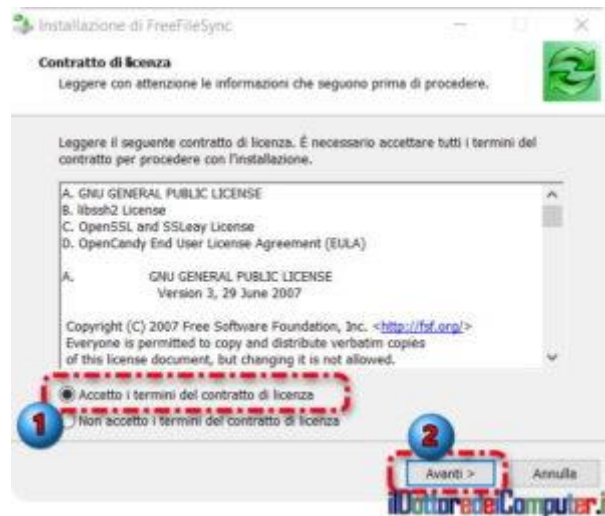 Installazione di FreeFileSync
Contratto di licenza
Leggere con attenzione le informazioni che seguono prima di procedere.
Leggere il seguente contratto di licenza. É necessario accettare tutti i termini del
contratto per procedere con l'installazione.
A. GNU GENERAL PUBLIC LICENSE
B. libssh2 License
C. OpenSSL and SSLeay License
D. OpenCandy End User License Agreement (EULA)
A. GNU GENERAL PUBLIC LICENSE
Version 3, 29 June 2007
Copyright (C) 2007 Free Software Foundation, Inc. <http://fsf.org/>
Everyone is permitted to copy and distribute verbatim copies
of this license document, but changing it is not allowed.
Accetto i termini del contratto di licenza
1
Non accetto i termini del contratto di licenza
2
Avanti > Annulla
ilDottoredeiComputer.i